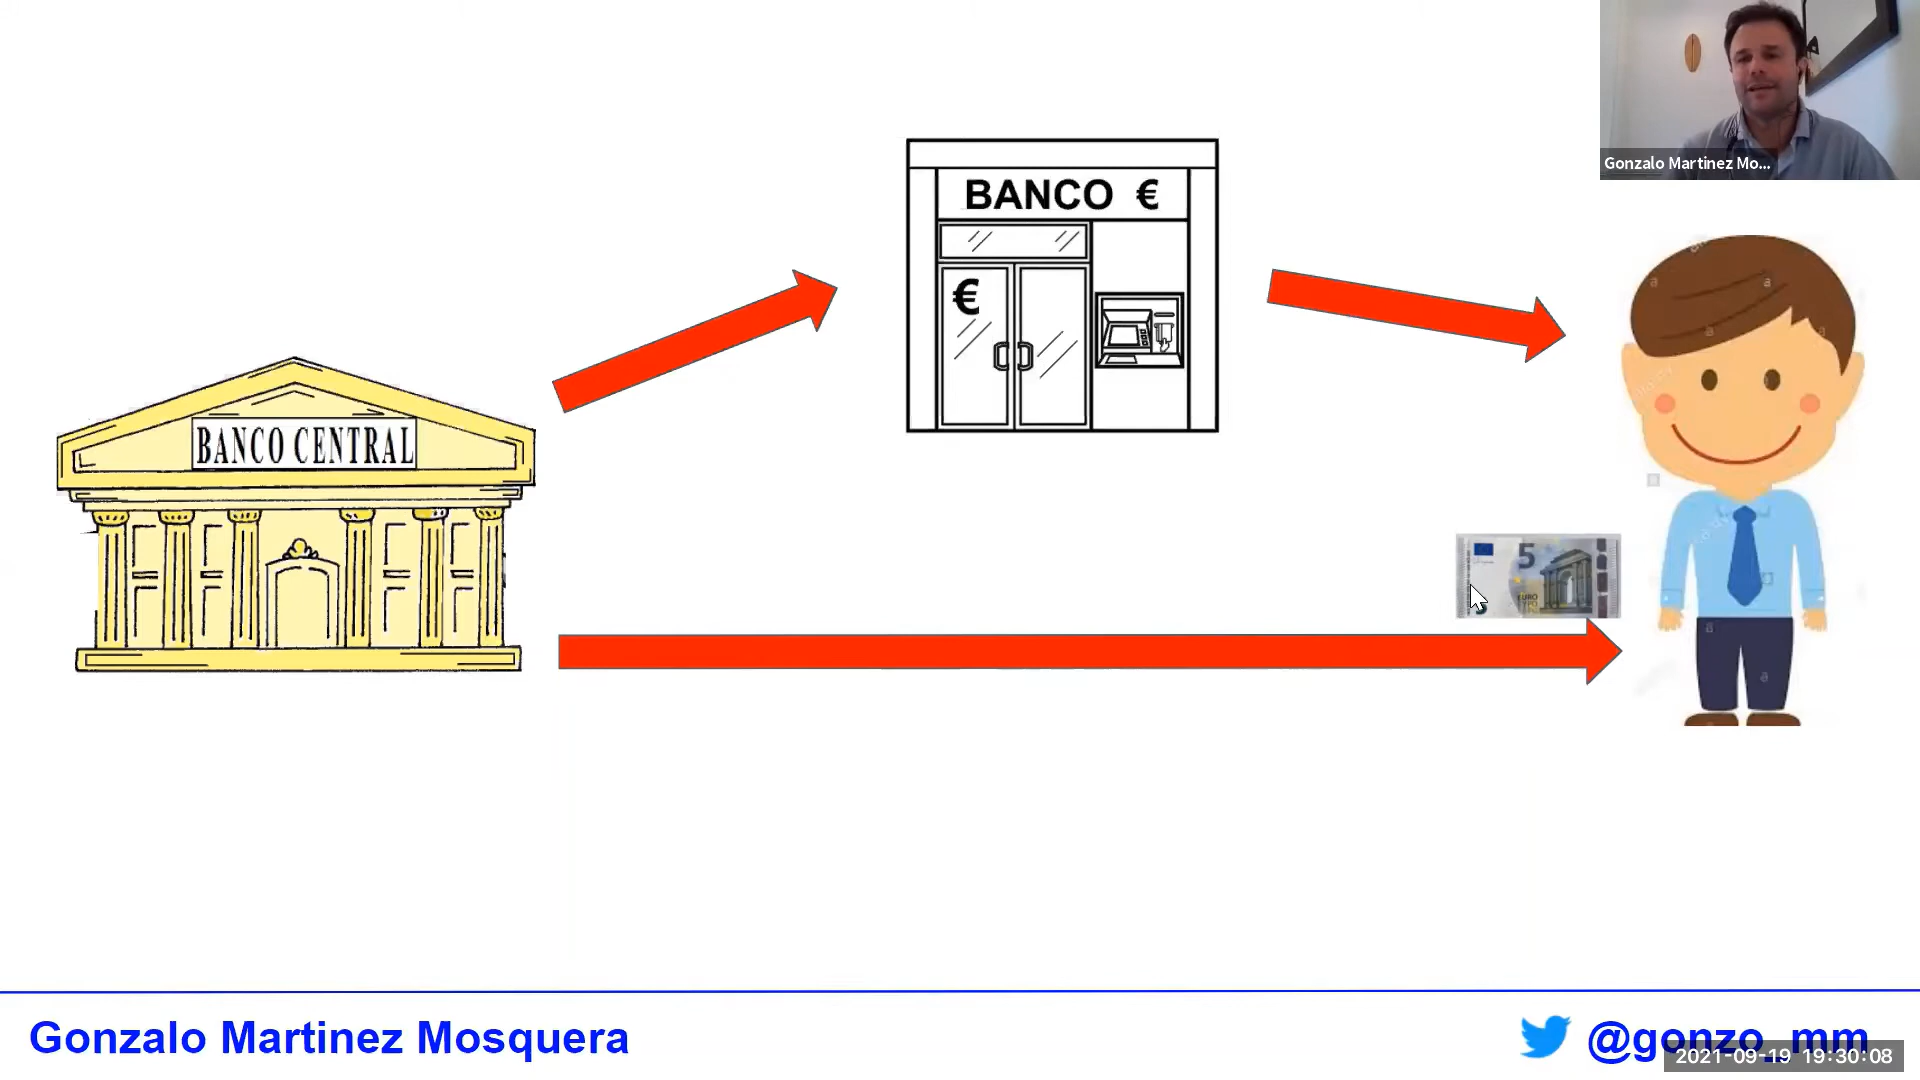 Gonzalo Martinez Mo...
BANCO €
€
BANCO CENTRAL
5
EURO
Gonzalo Martinez Mosquera
@gonzo_mm
2021-09-19 19:30:08